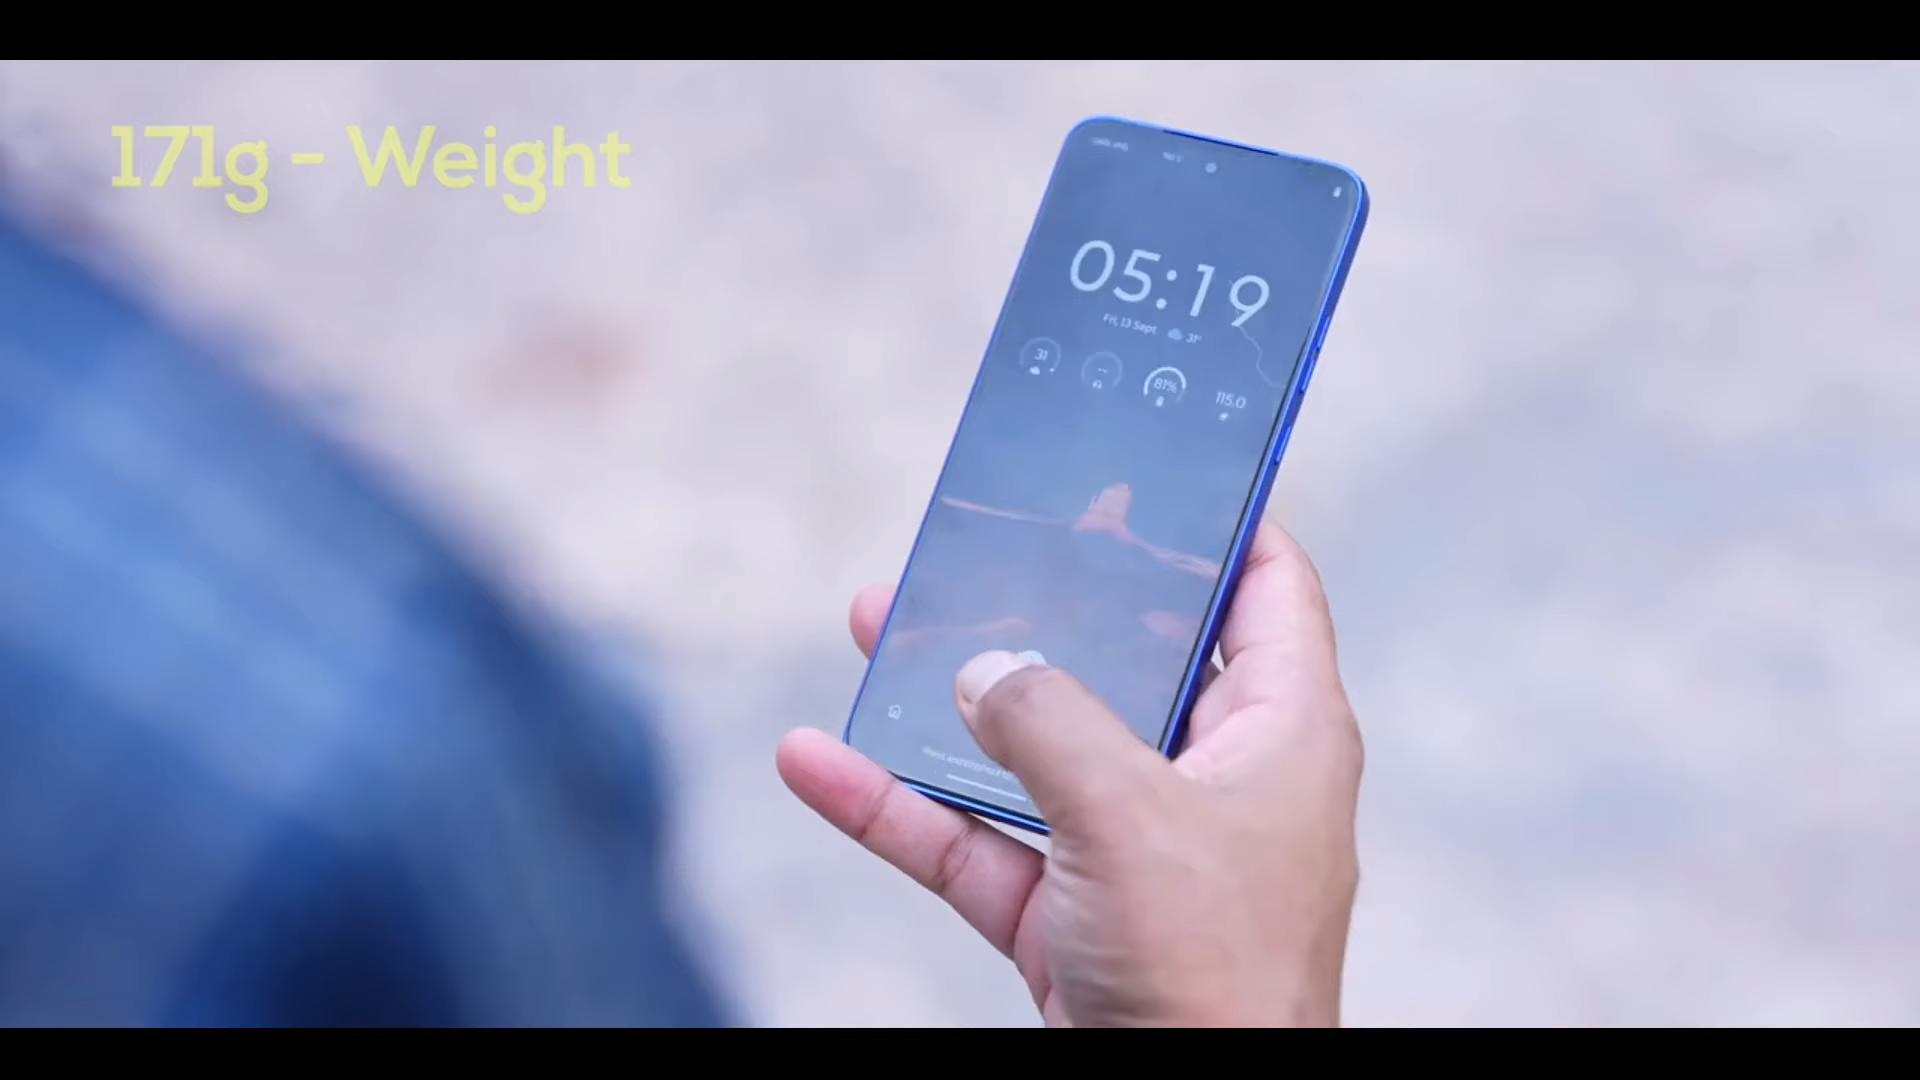 171g - Weight
05:19
Fri, 13 Sept 31°
31 -- 81% 115.0